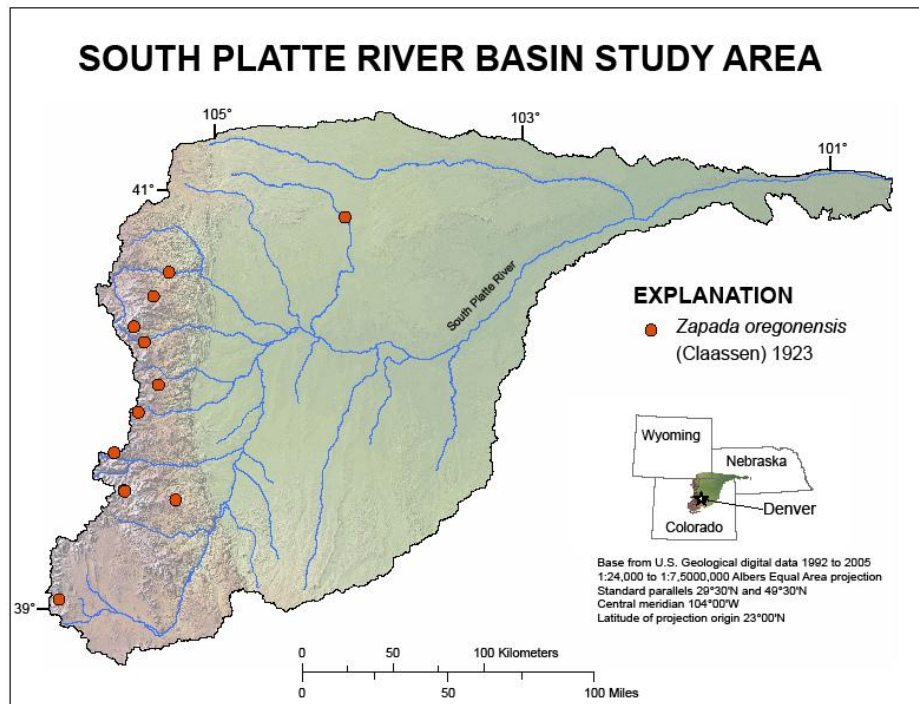 SOUTH PLATTE RIVER BASIN STUDY AREA
105°
103°
101°
41°
South Platte River
EXPLANATION
Zapada oregonensis
(Claassen) 1923
Wyoming
Nebraska
Denver
Colorado
Base from U.S. Geological digital data 1992 to 2005
1:24,000 to 1:7,5000,000 Albers Equal Area projection
Standard parallels 29°30'N and 49°30'N
Central meridian 104°00'W
Latitude of projection origin 23°00'N
39°
0 50 100 Kilometers
0 50 100 Miles